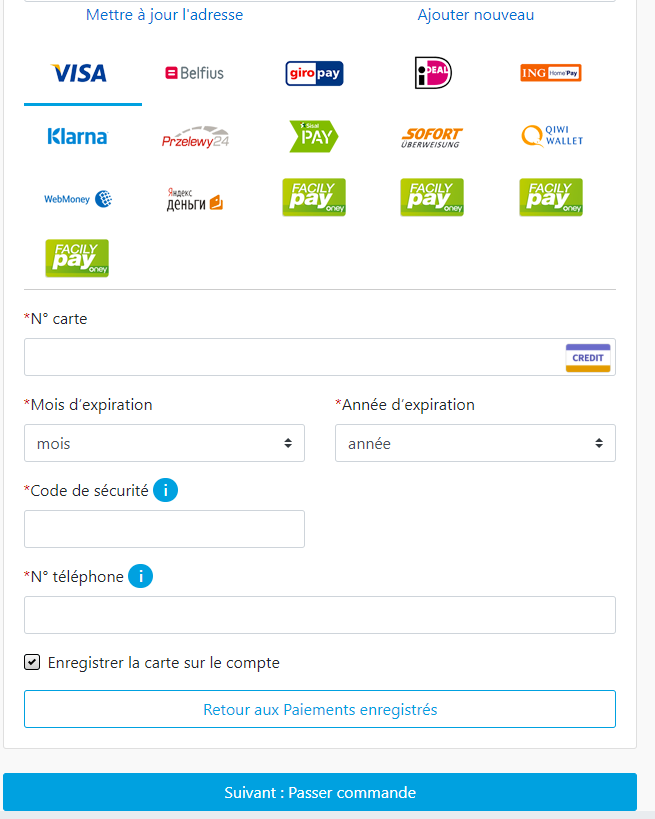 Mettre à jour l'adresse
Ajouter nouveau
VISA
Belfius
giropay
iDEAL
ING Home'Pay
Klarna
Przelewy24
Sisal
PAY
SOFORT
ÜBERWEISUNG
QIWI
WALLET
WebMoney
Яндекс
деньги
FACILY
pay
oney
FACILY
pay
oney
FACILY
pay
oney
FACILY
pay
oney
*N° carte
CREDIT
*Mois d’expiration
*Année d’expiration
mois
année
*Code de sécurité i
*N° téléphone i
Enregistrer la carte sur le compte
Retour aux Paiements enregistrés
Suivant : Passer commande